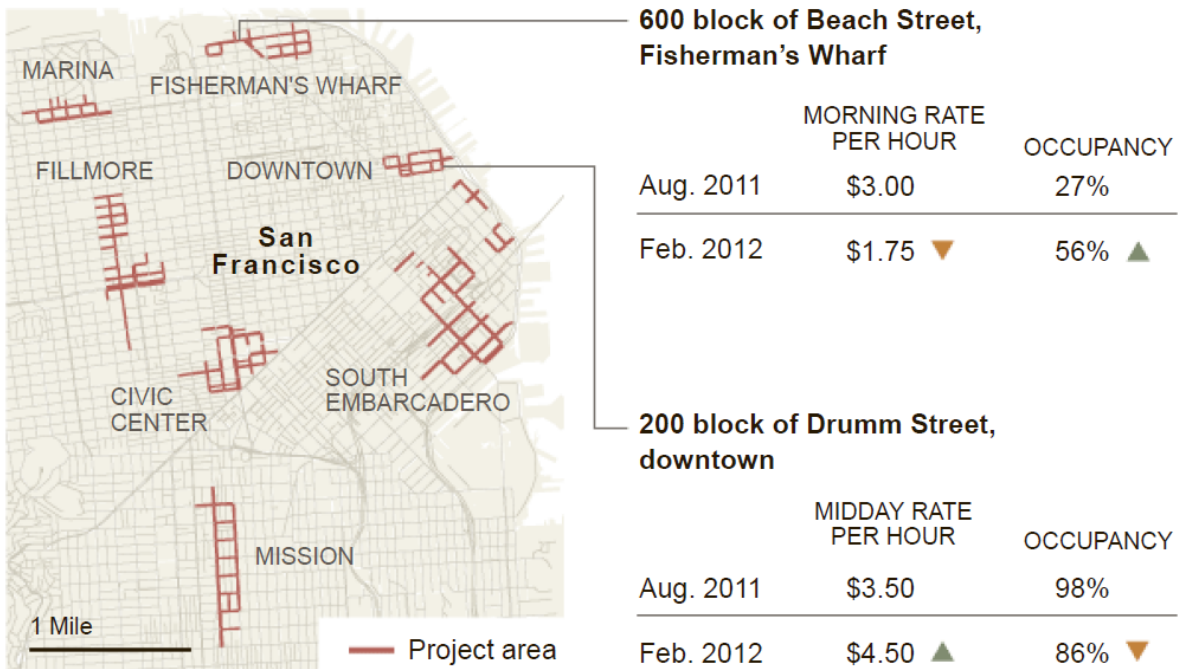 MARINA
FISHERMAN'S WHARF
FILLMORE
DOWNTOWN
San
Francisco
CIVIC
CENTER
SOUTH
EMBARCADERO
MISSION
1 Mile
Project area
600 block of Beach Street,
Fisherman’s Wharf
MORNING RATE
PER HOUR
OCCUPANCY
Aug. 2011 $3.00 27%
Feb. 2012 $1.75 ▼ 56% ▲
200 block of Drumm Street,
downtown
MIDDAY RATE
PER HOUR
OCCUPANCY
Aug. 2011 $3.50 98%
Feb. 2012 $4.50 ▲ 86% ▼